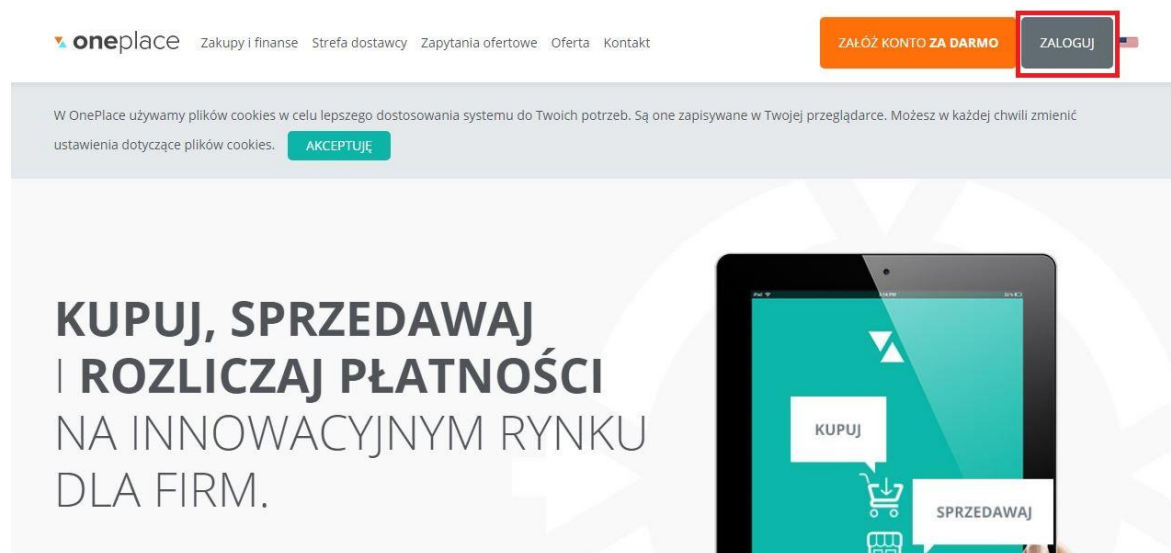 oneplace Zakupy i finanse Strefa dostawcy Zapytania ofertowe Oferta Kontakt ZAŁÓŻ KONTO ZA DARMO ZALOGUJ
W OnePlace używamy plików cookies w celu lepszego dostosowania systemu do Twoich potrzeb. Są one zapisywane w Twojej przeglądarce. Możesz w każdej chwili zmienić
ustawienia dotyczące plików cookies. AKCEPTUJĘ
KUPUJ, SPRZEDAWAJ
I ROZLICZAJ PŁATNOŚCI
NA INNOWACYJNYM RYNKU
DLA FIRM.
KUPUJ
SPRZEDAWAJ